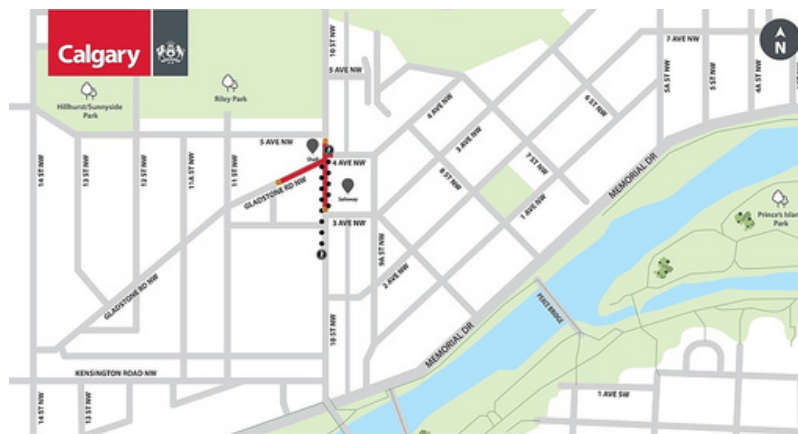 Calgary
N
10 ST NW
7 AVE NW
5 AVE NW
5A ST NW
5 ST NW
4A ST NW
Hillhurst/Sunnyside
Park
Riley Park
6 ST NW
4 AVE NW
3 AVE NW
7 ST NW
8 ST NW
1 AVE NW
MEMORIAL DR
5 AVE NW
Shell
4 AVE NW
Safeway
14 ST NW
13 ST NW
12 ST NW
11A ST NW
11 ST NW
GLADSTONE RD NW
3 AVE NW
9A ST NW
2 AVE NW
Prince's Island
Park
GLADSTONE RD NW
PEACE BRIDGE
10 ST NW
MEMORIAL DR
KENSINGTON ROAD NW
14 ST NW
13 ST NW
1 AVE SW